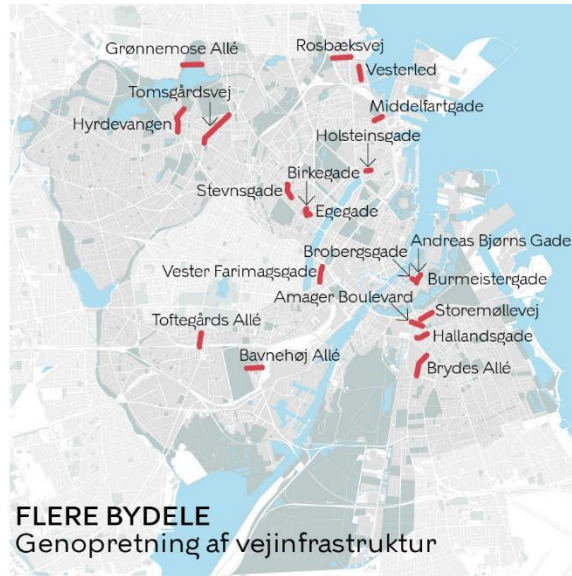 Grønnemose Allé
Rosbæksvej
Vesterled
Tomsgårdsvej
Middelfartgade
Hyrdevangen
Holsteinsgade
Birkegade
Stevnsgade
Egegade
Andreas Bjørns Gade
Brobergsgade
Vester Farimagsgade
Burmeistergade
Amager Boulevard
Storemøllevej
Toftegårds Allé
Hallandsgade
Bavnehøj Allé
Brydes Allé
FLERE BYDELE
Genopretning af vejinfrastruktur